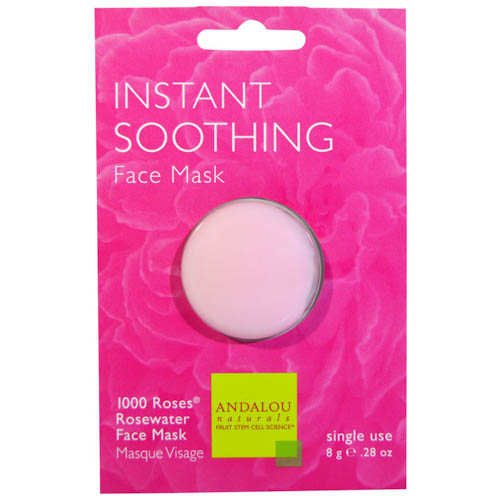 INSTANT
SOOTHING
Face Mask
1000 Roses®
Rosewater
Face Mask
Masque Visage
ANDALOU
naturals
FRUIT STEM CELL SCIENCE®
single use
8 g ℮ .28 oz